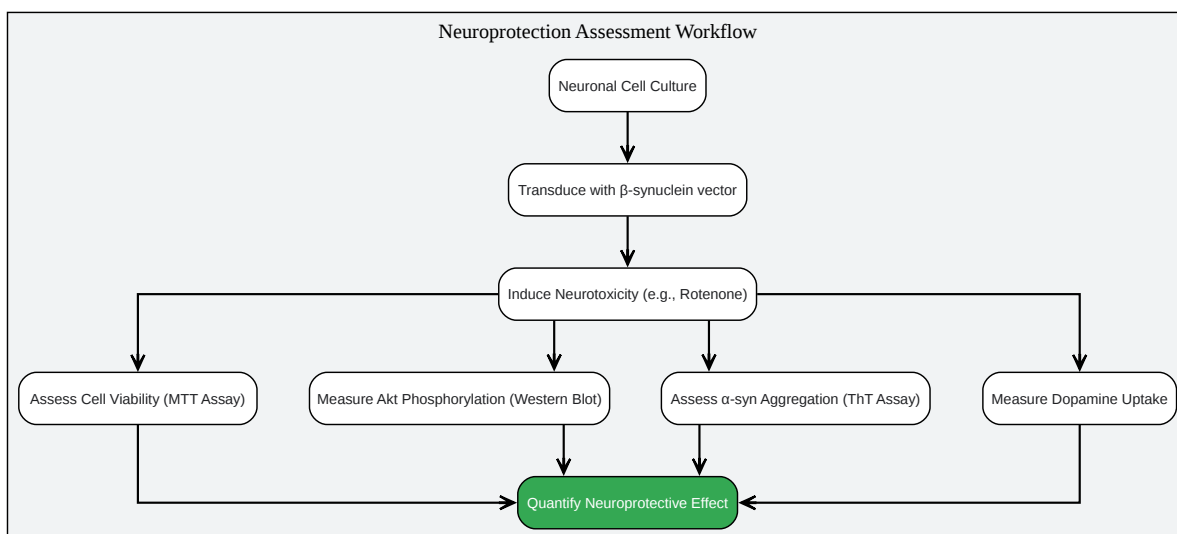 Neuroprotection Assessment Workflow
Neuronal Cell Culture
Transduce with β-synuclein vector
Induce Neurotoxicity (e.g., Rotenone)
Assess Cell Viability (MTT Assay)
Measure Akt Phosphorylation (Western Blot)
Assess α-syn Aggregation (ThT Assay)
Measure Dopamine Uptake
Quantify Neuroprotective Effect